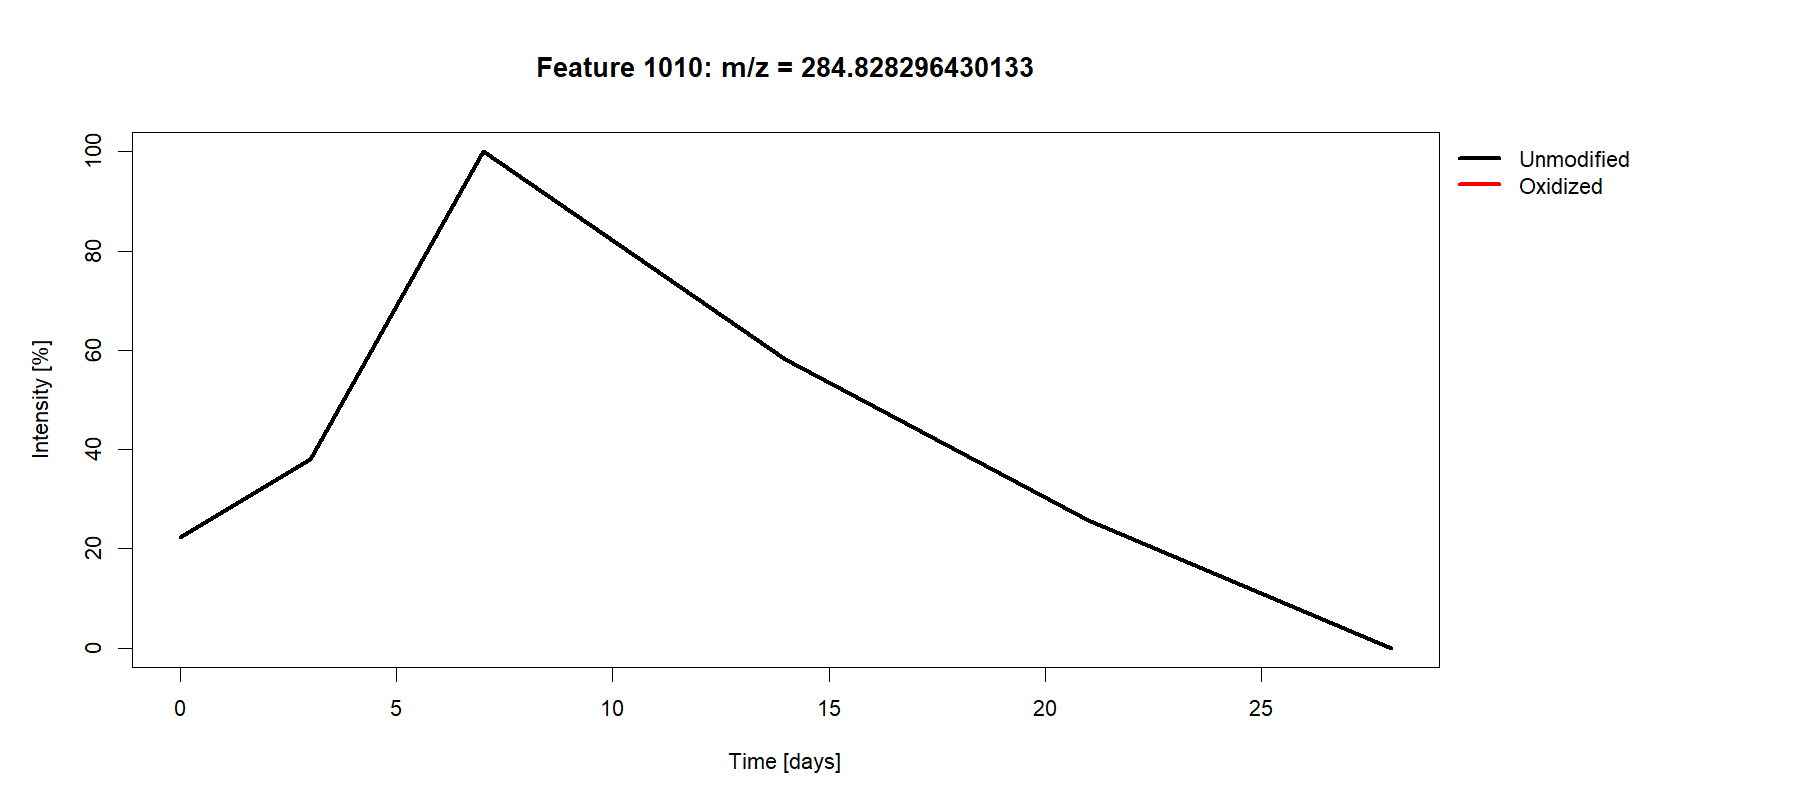 Feature 1010: m/z = 284.828296430133
Unmodified
Oxidized
Intensity [%]
100
80
60
40
20
0
0 5 10 15 20 25
Time [days]